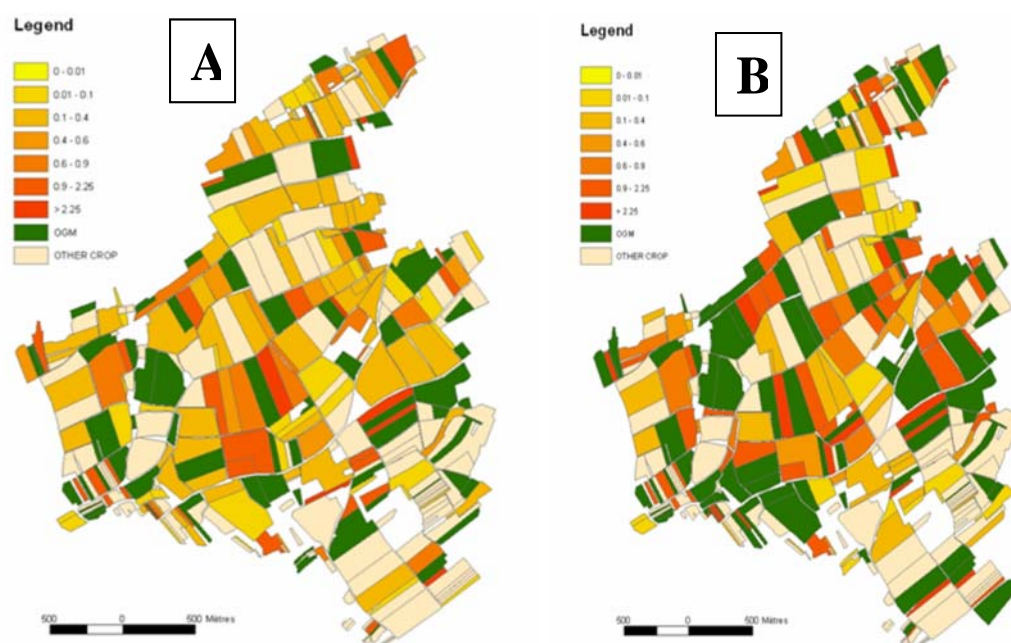 Legend
A
0 - 0.01
0.01 - 0.1
0.1 - 0.4
0.4 - 0.6
0.6 - 0.9
0.9 - 2.25
> 2.25
OGM
OTHER CROP
500 0 500 Mètres
Legend
B
0 - 0.01
0.01 - 0.1
0.1 - 0.4
0.4 - 0.6
0.6 - 0.9
0.9 - 2.25
+ 2.25
OGM
OTHER CROP
500 0 500 Mètres